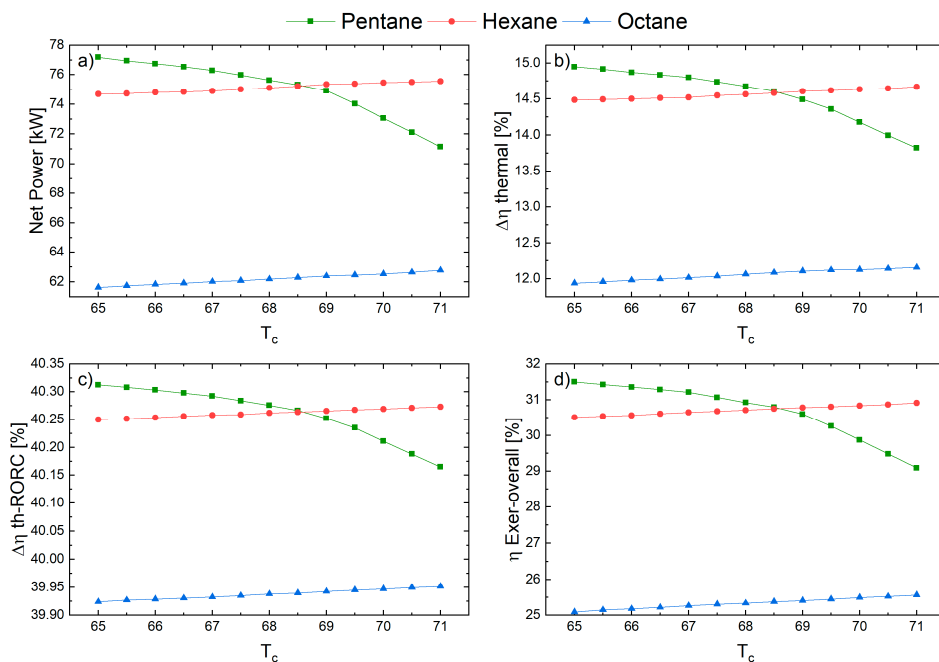 Pentane Hexane Octane
a)
78
76
74
72
70
68
66
64
62
Net Power [kW]
65 66 67 68 69 70 71
T_c
b)
15.0
14.5
14.0
13.5
13.0
12.5
12.0
Δη thermal [%]
65 66 67 68 69 70 71
T_c
c)
40.35
40.30
40.25
40.20
40.15
40.10
40.05
40.00
39.95
39.90
Δη th-RORC [%]
65 66 67 68 69 70 71
T_c
d)
32
31
30
29
28
27
26
25
η Exer-overall [%]
65 66 67 68 69 70 71
T_c